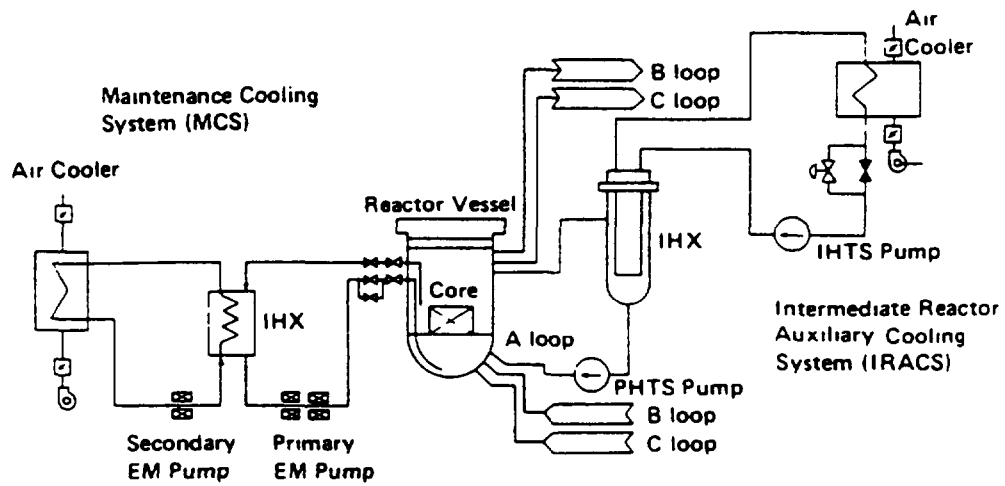 Air
Cooler
B loop
C loop
Maintenance Cooling
System (MCS)
Air Cooler
Reactor Vessel
IHX
IHTS Pump
Core
IHX
Intermediate Reactor
Auxiliary Cooling
System (IRACS)
A loop
PHTS Pump
B loop
C loop
Secondary
EM Pump
Primary
EM Pump